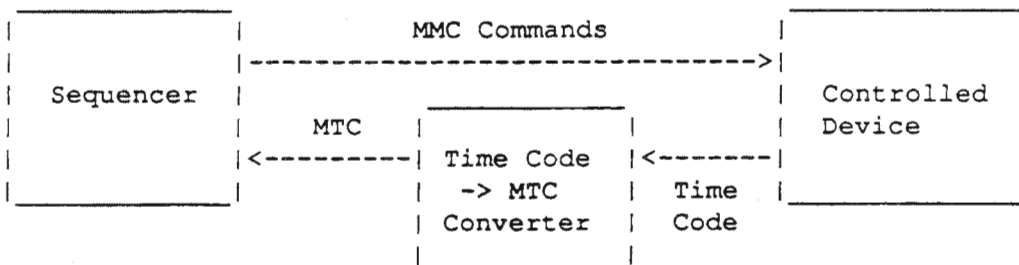 MMC Commands
Sequencer
Controlled
Device
MTC
Time Code
-> MTC
Converter
Time
Code